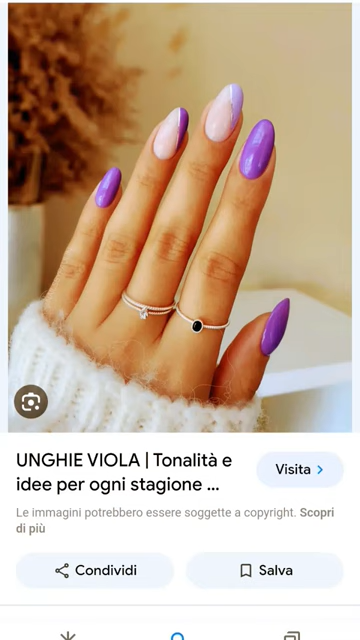 UNGHIE VIOLA | Tonalità e
idee per ogni stagione ...
Visita
Le immagini potrebbero essere soggette a copyright. Scopri
di più
Condividi
Salva